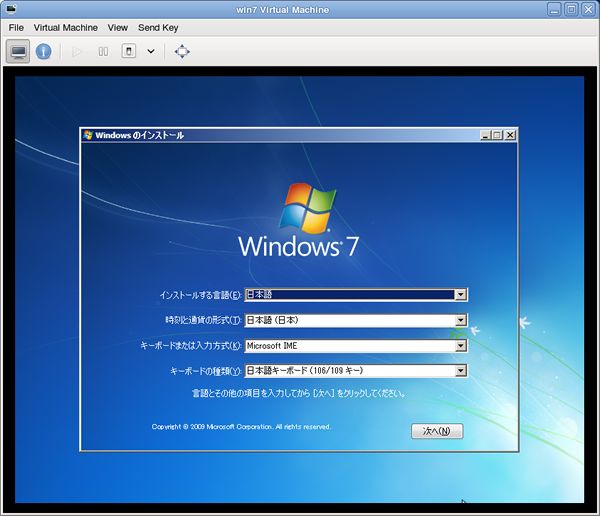 win7 Virtual Machine
File Virtual Machine View Send Key
Windows のインストール
Windows® 7
インストールする言語(E): 日本語
時刻と通貨の形式(T): 日本語 (日本)
キーボードまたは入力方式(K): Microsoft IME
キーボードの種類(Y): 日本語キーボード (106/109 キー)
言語とその他の項目を入力してから [次へ] をクリックしてください。
Copyright © 2009 Microsoft Corporation. All rights reserved.
次へ(N)